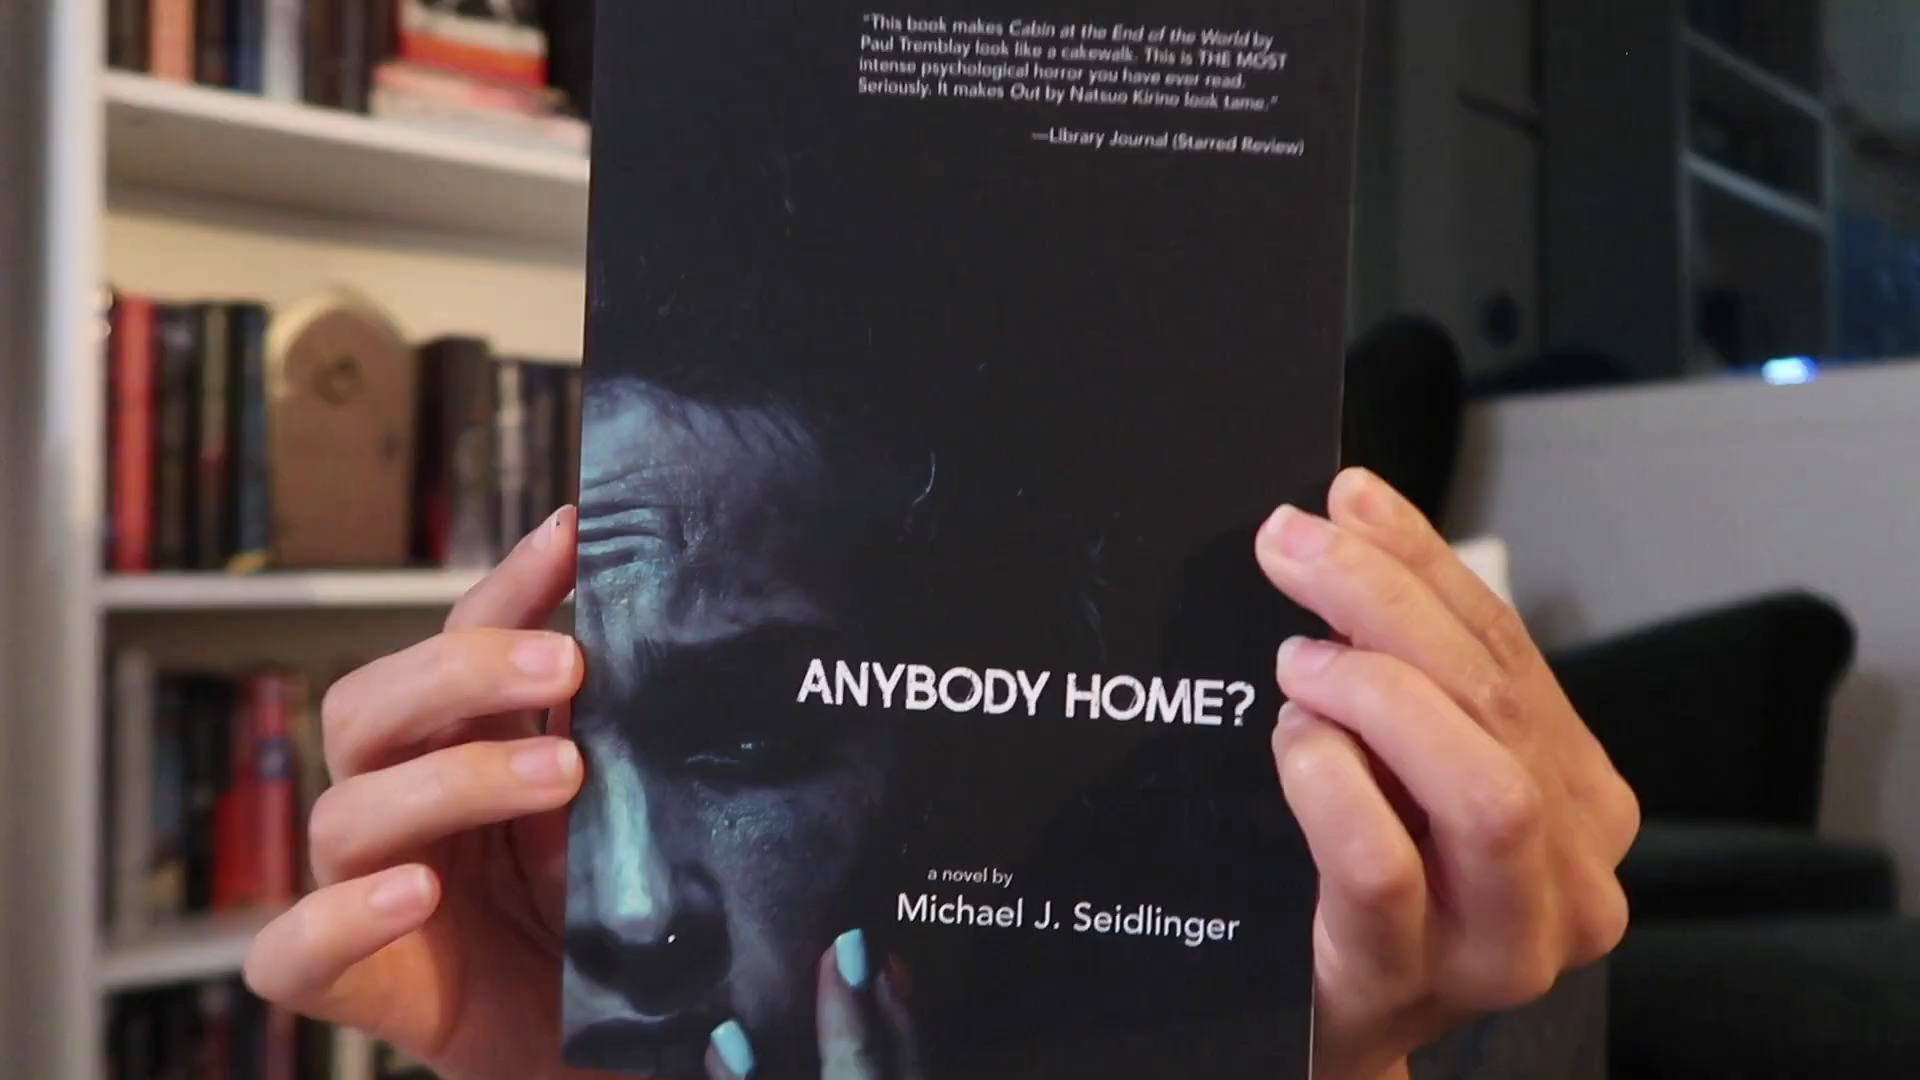 "This book makes Cabin at the End of the World by
Paul Tremblay look like a cakewalk. This is THE MOST
intense psychological horror you have ever read.
Seriously. It makes Out by Natsuo Kirino look tame."
—Library Journal (Starred Review)
ANYBODY HOME?
a novel by
Michael J. Seidlinger